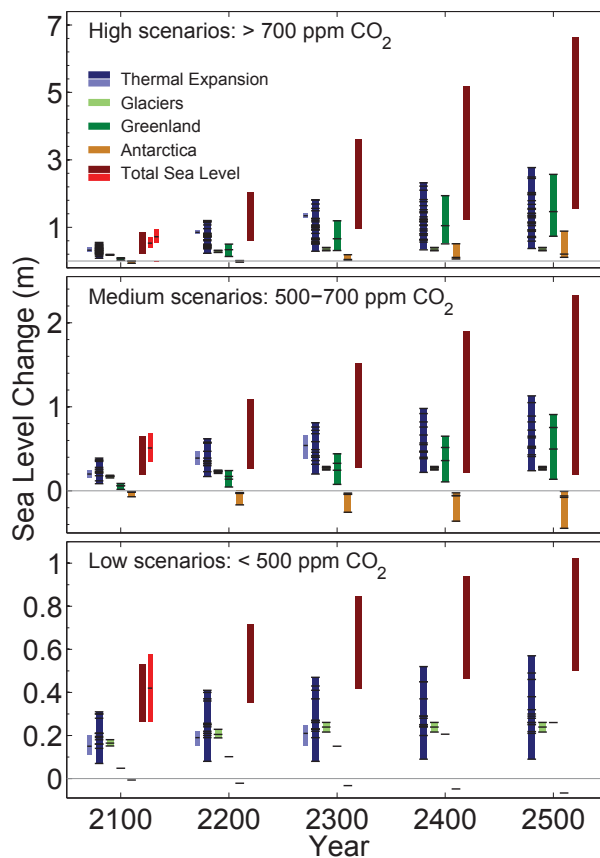 High scenarios: > 700 ppm CO2
Thermal Expansion
Glaciers
Greenland
Antarctica
Total Sea Level
7
5
3
1
Medium scenarios: 500−700 ppm CO2
2
1
0
Low scenarios: < 500 ppm CO2
1
0.8
0.6
0.4
0.2
0
Sea Level Change (m)
2100 2200 2300 2400 2500
Year